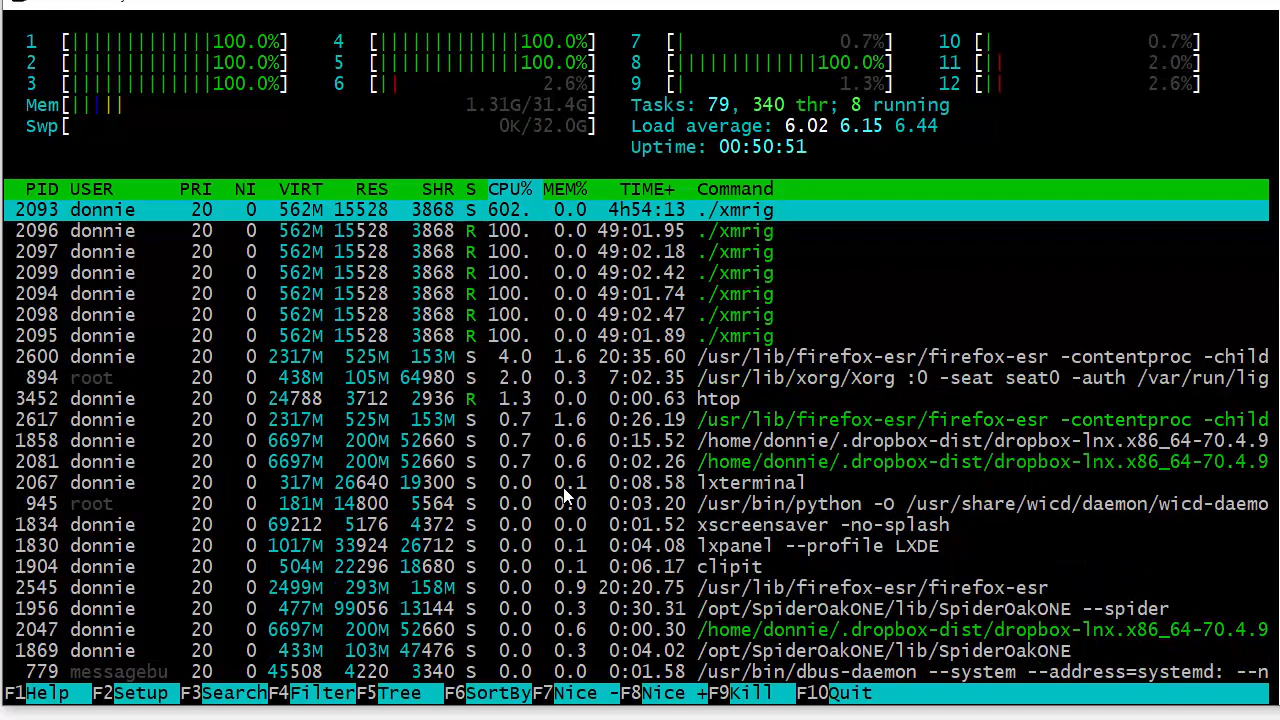 1 [||||||||||||100.0%] 4 [||||||||||||100.0%] 7 [| 0.7%] 10 [| 0.7%]
2 [||||||||||||100.0%] 5 [||||||||||||100.0%] 8 [||||||||||||100.0%] 11 [|| 2.0%]
3 [||||||||||||100.0%] 6 [|| 2.6%] 9 [| 1.3%] 12 [|| 2.6%]
Mem[||||| 1.31G/31.4G] Tasks: 79, 340 thr; 8 running
Swp[ 0K/32.0G] Load average: 6.02 6.15 6.44
Uptime: 00:50:51
PID USER PRI NI VIRT RES SHR S CPU% MEM% TIME+ Command
2093 donnie 20 0 562M 15528 3868 S 602. 0.0 4h54:13 ./xmrig
2096 donnie 20 0 562M 15528 3868 R 100. 0.0 49:01.95 ./xmrig
2097 donnie 20 0 562M 15528 3868 R 100. 0.0 49:02.18 ./xmrig
2099 donnie 20 0 562M 15528 3868 R 100. 0.0 49:02.42 ./xmrig
2094 donnie 20 0 562M 15528 3868 R 100. 0.0 49:01.74 ./xmrig
2098 donnie 20 0 562M 15528 3868 R 100. 0.0 49:02.47 ./xmrig
2095 donnie 20 0 562M 15528 3868 R 100. 0.0 49:01.89 ./xmrig
2600 donnie 20 0 2317M 525M 153M S 4.0 1.6 20:35.60 /usr/lib/firefox-esr/firefox-esr -contentproc -child
894 root 20 0 438M 105M 64980 S 2.0 0.3 7:02.35 /usr/lib/xorg/Xorg :0 -seat seat0 -auth /var/run/lig
3452 donnie 20 0 24788 3712 2936 R 1.3 0.0 0:00.63 htop
2617 donnie 20 0 2317M 525M 153M S 0.7 1.6 0:26.19 /usr/lib/firefox-esr/firefox-esr -contentproc -child
1858 donnie 20 0 6697M 200M 52660 S 0.7 0.6 0:15.52 /home/donnie/.dropbox-dist/dropbox-lnx.x86_64-70.4.9
2081 donnie 20 0 6697M 200M 52660 S 0.7 0.6 0:02.26 /home/donnie/.dropbox-dist/dropbox-lnx.x86_64-70.4.9
2067 donnie 20 0 317M 26640 19300 S 0.0 0.1 0:08.58 lxterminal
945 root 20 0 181M 14800 5564 S 0.0 0.0 0:03.20 /usr/bin/python -O /usr/share/wicd/daemon/wicd-daemo
1834 donnie 20 0 69212 5176 4372 S 0.0 0.0 0:01.52 xscreensaver -no-splash
1830 donnie 20 0 1017M 33924 26712 S 0.0 0.1 0:04.08 lxpanel --profile LXDE
1904 donnie 20 0 504M 22296 18680 S 0.0 0.1 0:06.17 clipit
2545 donnie 20 0 2499M 293M 158M S 0.0 0.9 20:20.75 /usr/lib/firefox-esr/firefox-esr
1956 donnie 20 0 477M 99056 13144 S 0.0 0.3 0:30.31 /opt/SpiderOakONE/lib/SpiderOakONE --spider
2047 donnie 20 0 6697M 200M 52660 S 0.0 0.6 0:00.30 /home/donnie/.dropbox-dist/dropbox-lnx.x86_64-70.4.9
1869 donnie 20 0 433M 103M 47476 S 0.0 0.3 0:04.02 /opt/SpiderOakONE/lib/SpiderOakONE
779 messagebu 20 0 45508 4220 3340 S 0.0 0.0 0:01.58 /usr/bin/dbus-daemon --system --address=systemd: --n
F1Help F2Setup F3SearchF4FilterF5Tree F6SortByF7Nice -F8Nice +F9Kill F10Quit